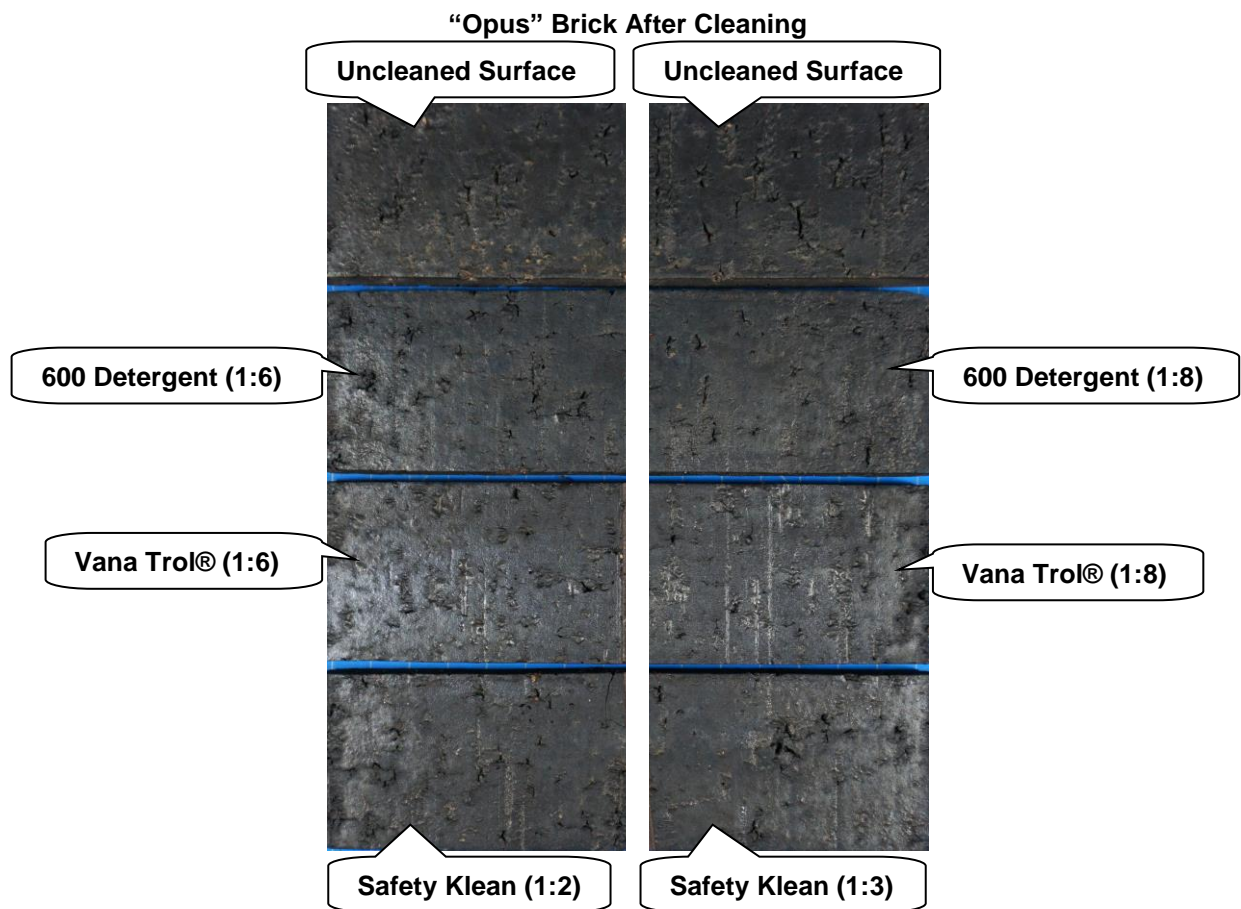 “Opus” Brick After Cleaning
Uncleaned Surface
Uncleaned Surface
600 Detergent (1:6)
600 Detergent (1:8)
Vana Trol® (1:6)
Vana Trol® (1:8)
Safety Klean (1:2)
Safety Klean (1:3)